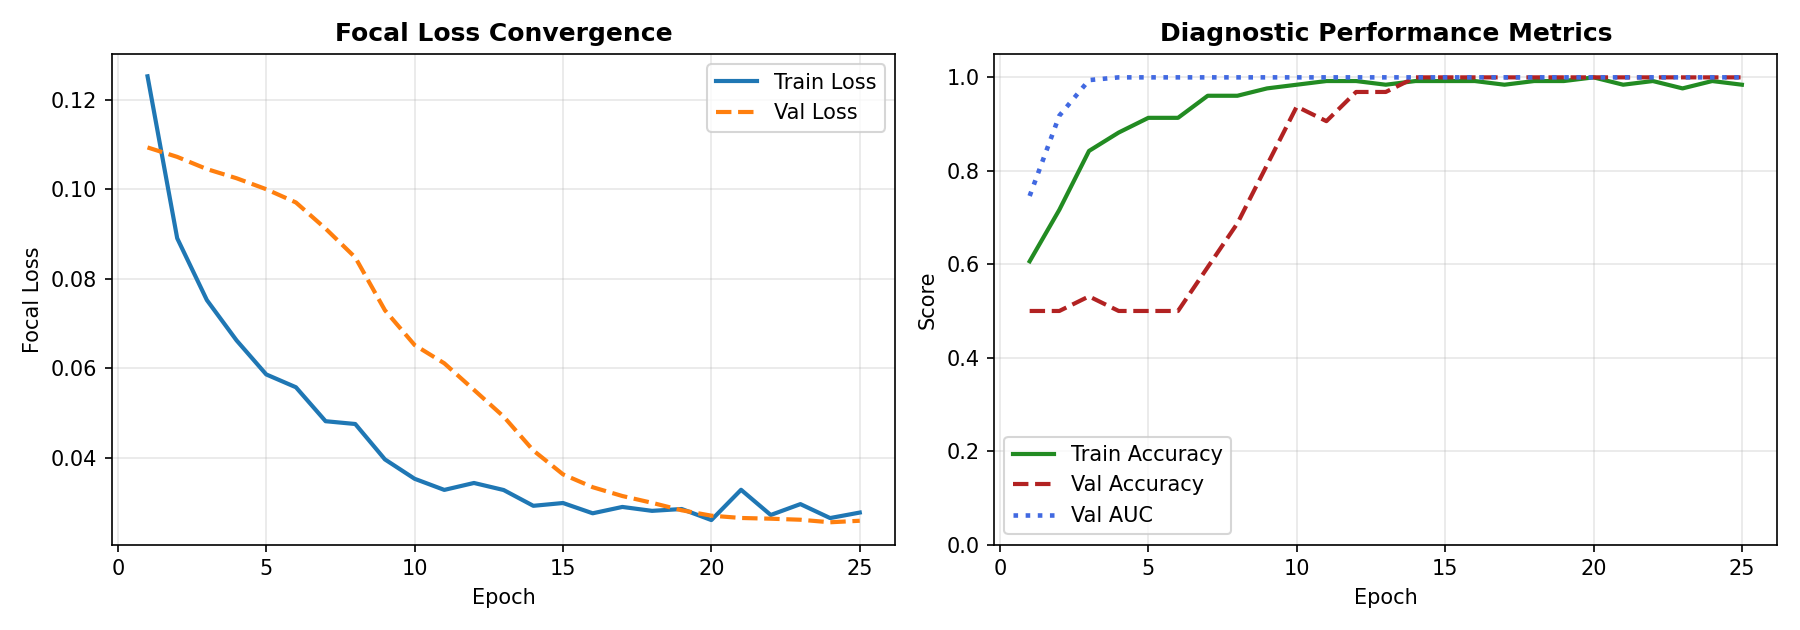 Focal Loss Convergence
0.12
0.10
0.08
0.06
0.04
Focal Loss
Train Loss
Val Loss
0
5
10
15
20
25
Epoch
Diagnostic Performance Metrics
1.0
0.8
0.6
0.4
0.2
0.0
Score
Train Accuracy
Val Accuracy
Val AUC
0
5
10
15
20
25
Epoch